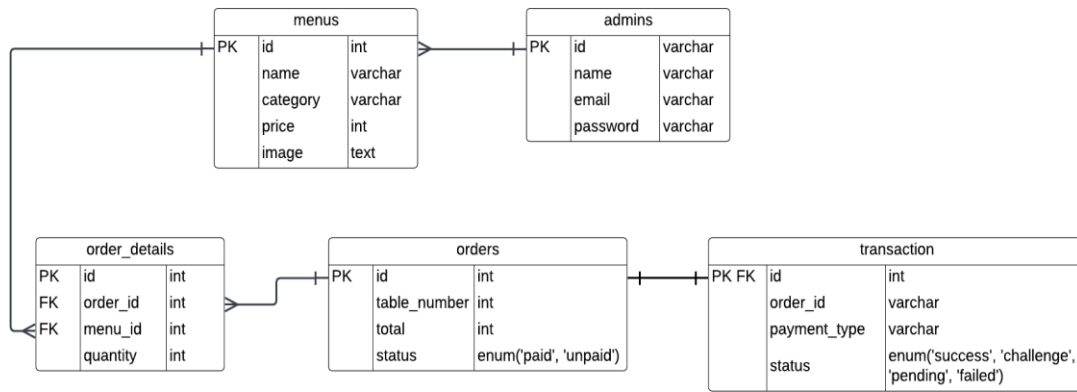 menus
PK id int
name varchar
category varchar
price int
image text
admins
PK id varchar
name varchar
email varchar
password varchar
order_details
PK id int
FK order_id int
FK menu_id int
quantity int
orders
PK id int
table_number int
total int
status enum('paid', 'unpaid')
transaction
PK FK id int
order_id varchar
payment_type varchar
status enum('success', 'challenge',
'pending', 'failed')